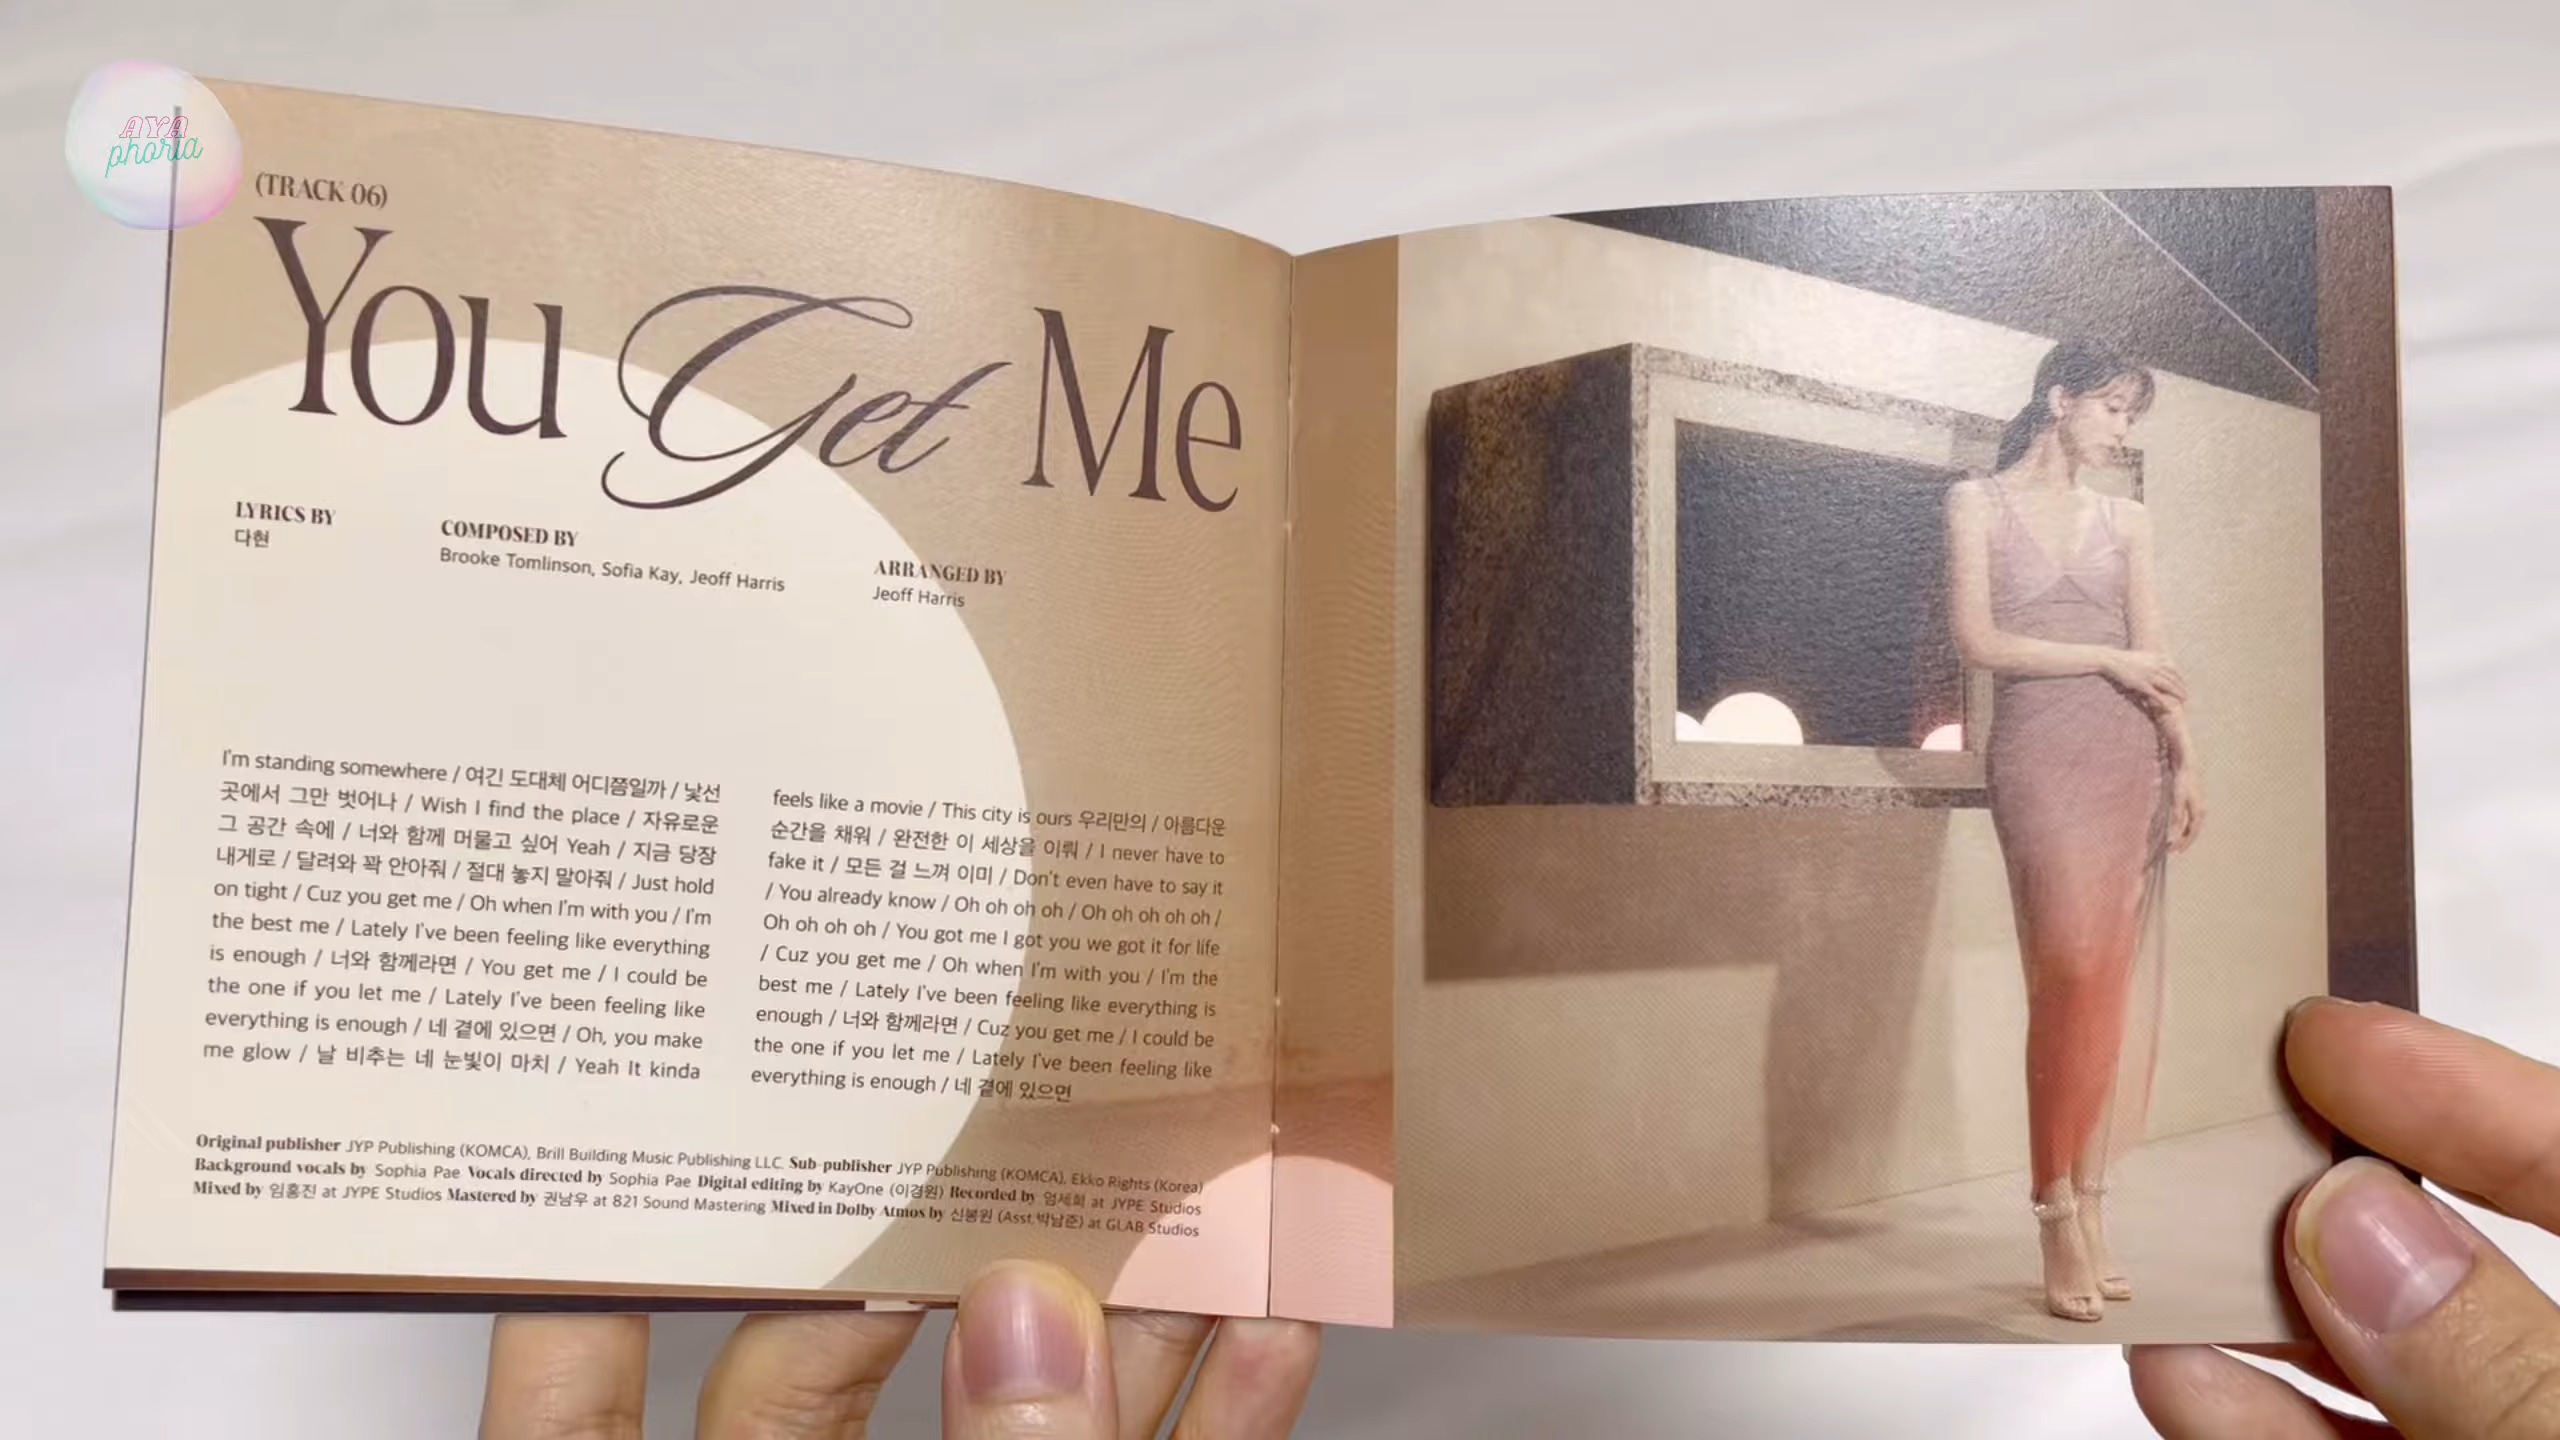 AYA
phoria
(TRACK 06)
You Get Me
LYRICS BY
다현
COMPOSED BY
Brooke Tomlinson, Sofia Kay, Jeoff Harris
ARRANGED BY
Jeoff Harris
I'm standing somewhere / 여긴 도대체 어디쯤일까 / 낯선
곳에서 그만 벗어나 / Wish I find the place / 자유로운
그 공간 속에 / 너와 함께 머물고 싶어 Yeah / 지금 당장
내게로 / 달려와 꽉 안아줘 / 절대 놓지 말아줘 / Just hold
on tight / Cuz you get me / Oh when I'm with you / I'm
the best me / Lately I've been feeling like everything
is enough / 너와 함께라면 / You get me / I could be
the one if you let me / Lately I've been feeling like
everything is enough / 네 곁에 있으면 / Oh, you make
me glow / 날 비추는 네 눈빛이 마치 / Yeah It kinda
feels like a movie / This city is ours 우리만의 / 아름다운
순간을 채워 / 완전한 이 세상을 이뤄 / I never have to
fake it / 모든 걸 느껴 이미 / Don't even have to say it
/ You already know / Oh oh oh oh / Oh oh oh oh oh /
Oh oh oh oh / You got me I got you we got it for life
/ Cuz you get me / Oh when I'm with you / I'm the
best me / Lately I've been feeling like everything is
enough / 너와 함께라면 / Cuz you get me / I could be
the one if you let me / Lately I've been feeling like
everything is enough / 네 곁에 있으면
Original publisher JYP Publishing (KOMCA), Brill Building Music Publishing LLC. Sub-publisher JYP Publishing (KOMCA), Ekko Rights (Korea)
Background vocals by Sophia Pae Vocals directed by Sophia Pae Digital editing by KayOne (이경원) Recorded by 엄세희 at JYPE Studios
Mixed by 임홍진 at JYPE Studios Mastered by 권남우 at 821 Sound Mastering Mixed in Dolby Atmos by 신봉원 (Asst.박남준) at GLAB Studios